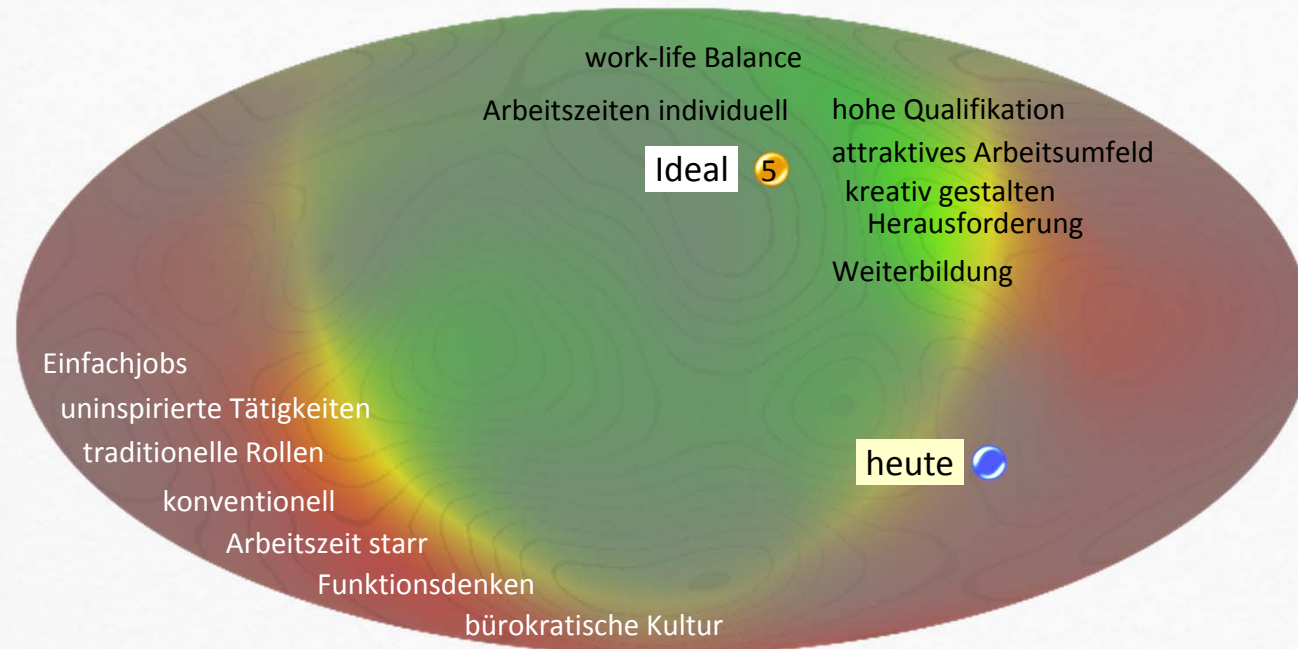 work-life Balance
Arbeitszeiten individuell
hohe Qualifikation
Ideal 5
attraktives Arbeitsumfeld
kreativ gestalten
Herausforderung
Weiterbildung
Einfachjobs
uninspirierte Tätigkeiten
traditionelle Rollen
heute
konventionell
Arbeitszeit starr
Funktionsdenken
bürokratische Kultur